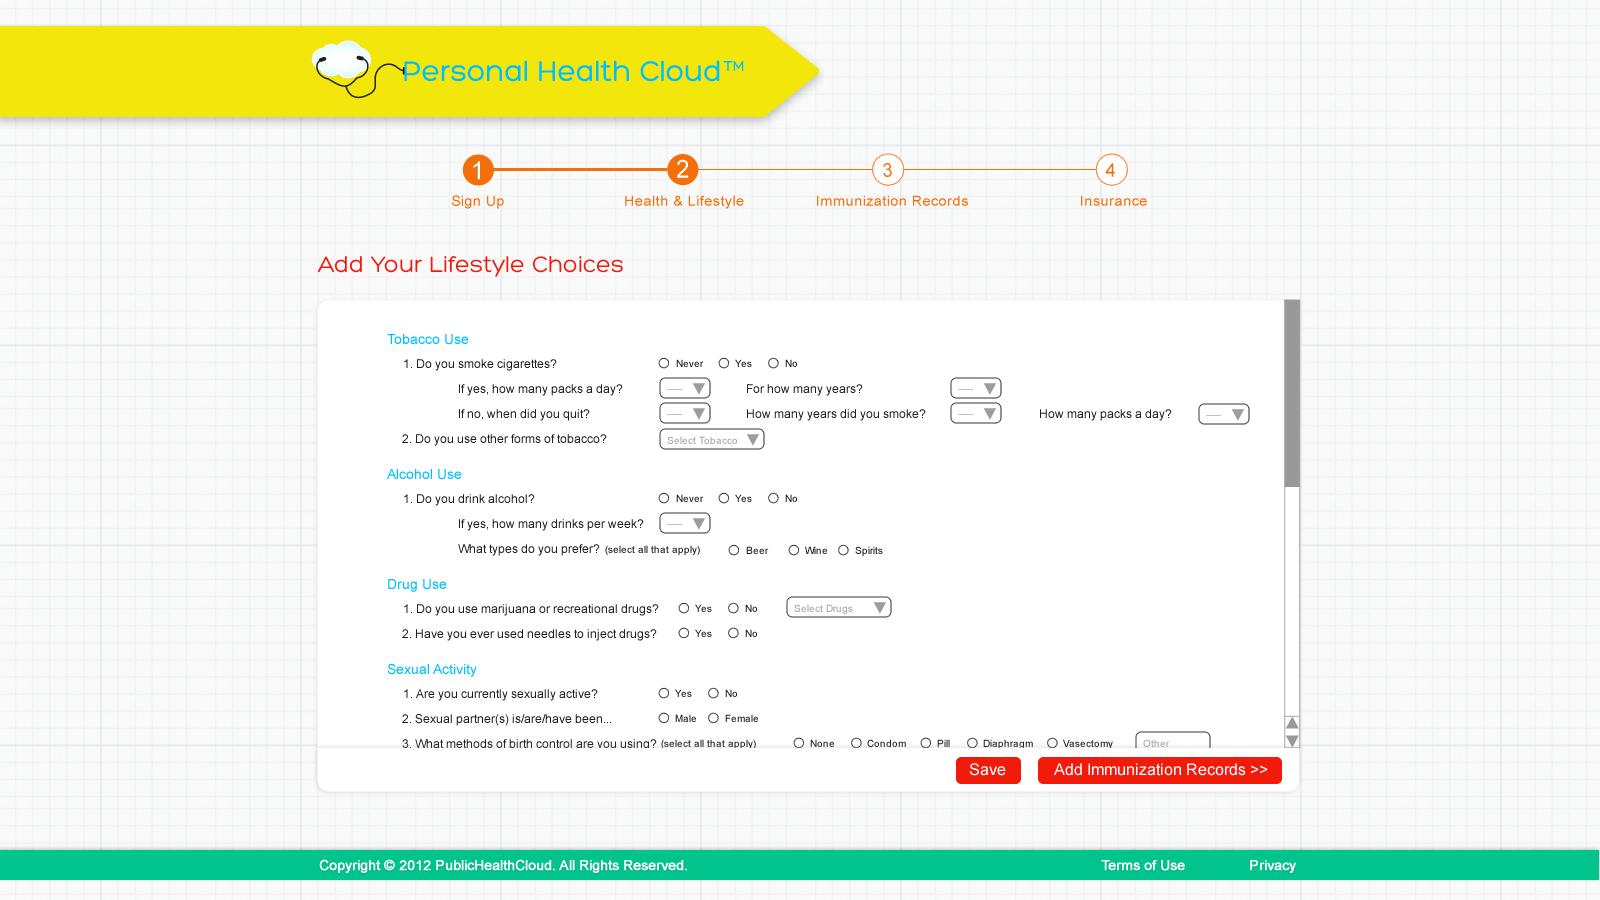 Personal Health Cloud™
1 2 3 4
Sign Up Health & Lifestyle Immunization Records Insurance
Add Your Lifestyle Choices
Tobacco Use
1. Do you smoke cigarettes? Never Yes No
If yes, how many packs a day? ---- For how many years? ----
If no, when did you quit? ---- How many years did you smoke? ---- How many packs a day? ----
2. Do you use other forms of tobacco? Select Tobacco
Alcohol Use
1. Do you drink alcohol? Never Yes No
If yes, how many drinks per week? ----
What types do you prefer? (select all that apply) Beer Wine Spirits
Drug Use
1. Do you use marijuana or recreational drugs? Yes No Select Drugs
2. Have you ever used needles to inject drugs? Yes No
Sexual Activity
1. Are you currently sexually active? Yes No
2. Sexual partner(s) is/are/have been... Male Female
3. What methods of birth control are you using? (select all that apply) None Condom Pill Diaphragm Vasectomy Other
Save Add Immunization Records >>
Copyright © 2012 PublicHealthCloud. All Rights Reserved. Terms of Use Privacy